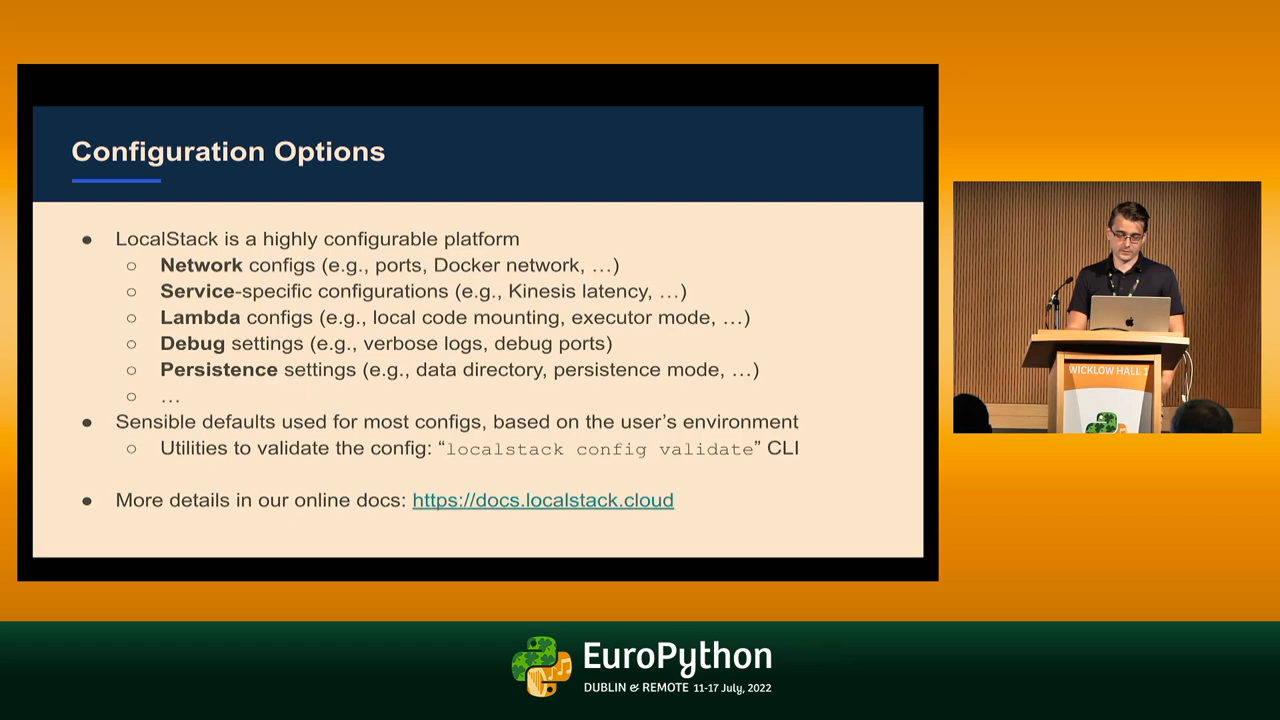 Configuration Options
● LocalStack is a highly configurable platform
○ Network configs (e.g., ports, Docker network, …)
○ Service-specific configurations (e.g., Kinesis latency, …)
○ Lambda configs (e.g., local code mounting, executor mode, …)
○ Debug settings (e.g., verbose logs, debug ports)
○ Persistence settings (e.g., data directory, persistence mode, …)
○ …
● Sensible defaults used for most configs, based on the user’s environment
○ Utilities to validate the config: “localstack config validate” CLI
● More details in our online docs: https://docs.localstack.cloud
WICKLOW HALL 1
EuroPython
DUBLIN & REMOTE 11-17 July, 2022